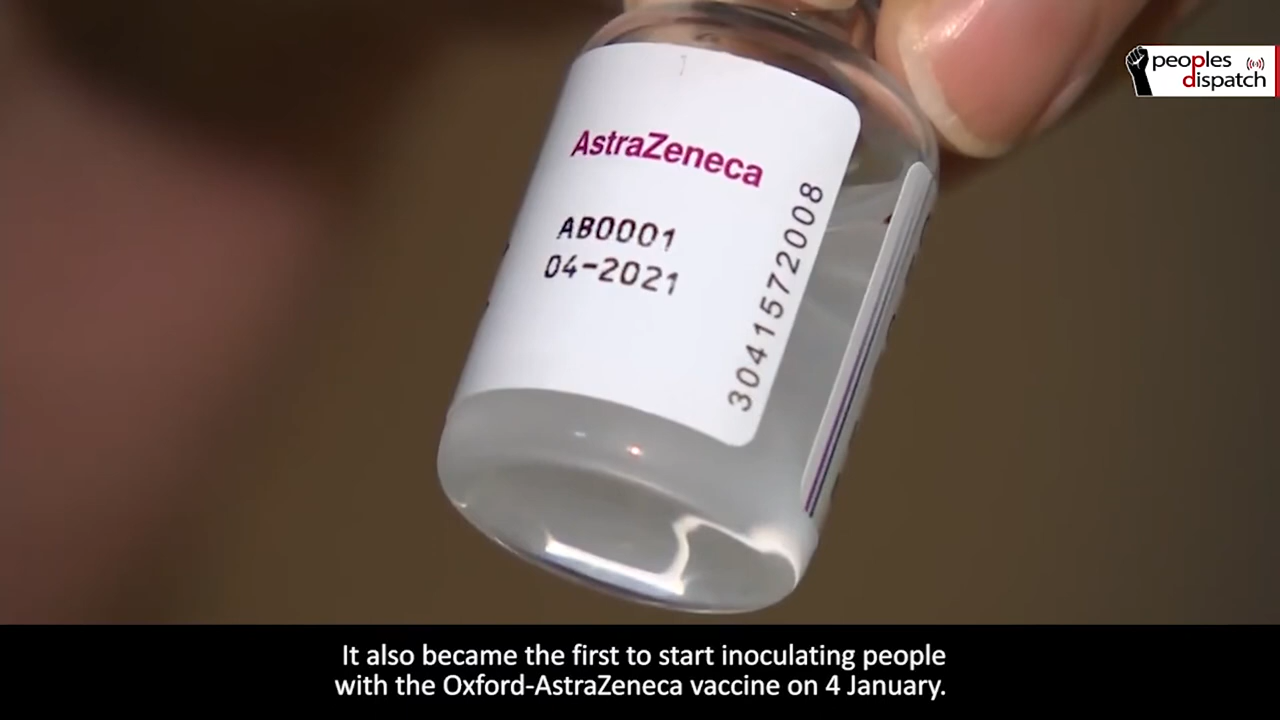 peoples
dispatch
AstraZeneca
AB0001
04-2021
3041572008
It also became the first to start inoculating people
with the Oxford-AstraZeneca vaccine on 4 January.